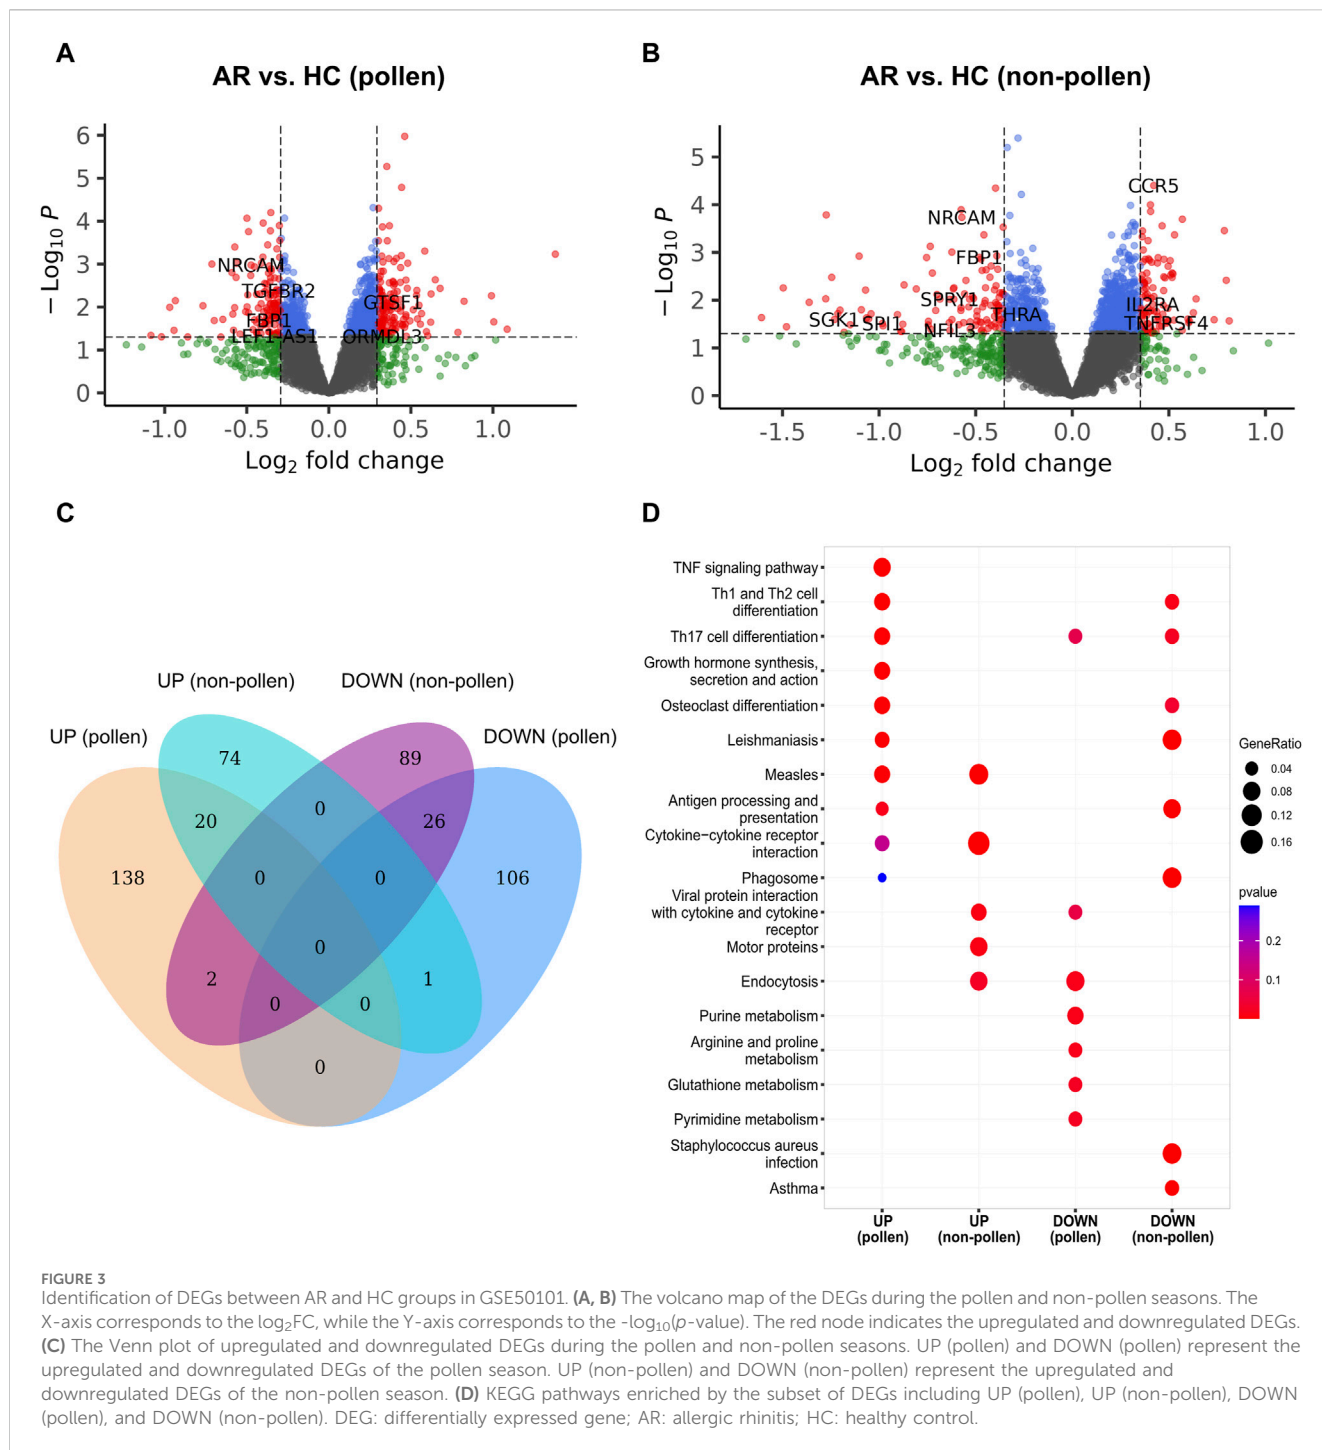 A
AR vs. HC (pollen)
6
5
4
3
2
1
0
− Log10 P
NRCAM
TGFBR2
GTSF1
FBP1
LEF1-AS1
ORMDL3
-1.0
-0.5
0.0
0.5
1.0
Log2 fold change
B
AR vs. HC (non-pollen)
5
4
3
2
1
0
− Log10 P
CCR5
NRCAM
FBP1
SPRY1
THRA
IL2RA
SGK1
SPI1
NFIL3
TNFRSF4
-1.5
-1.0
-0.5
0.0
0.5
1.0
Log2 fold change
C
UP (non-pollen)
DOWN (non-pollen)
UP (pollen)
DOWN (pollen)
74
89
0
20
26
138
0
0
106
0
2
1
0
0
0
D
TNF signaling pathway
Th1 and Th2 cell
differentiation
Th17 cell differentiation
Growth hormone synthesis,
secretion and action
Osteoclast differentiation
Leishmaniasis
Measles
Antigen processing and
presentation
Cytokine−cytokine receptor
interaction
Phagosome
Viral protein interaction
with cytokine and cytokine
receptor
Motor proteins
Endocytosis
Purine metabolism
Arginine and proline
metabolism
Glutathione metabolism
Pyrimidine metabolism
Staphylococcus aureus
infection
Asthma
UP
(pollen)
UP
(non-pollen)
DOWN
(pollen)
DOWN
(non-pollen)
GeneRatio
0.04
0.08
0.12
0.16
pvalue
0.2
0.1
FIGURE 3
Identification of DEGs between AR and HC groups in GSE50101. (A, B) The volcano map of the DEGs during the pollen and non-pollen seasons. The
X-axis corresponds to the log2FC, while the Y-axis corresponds to the -log10(p-value). The red node indicates the upregulated and downregulated DEGs.
(C) The Venn plot of upregulated and downregulated DEGs during the pollen and non-pollen seasons. UP (pollen) and DOWN (pollen) represent the
upregulated and downregulated DEGs of the pollen season. UP (non-pollen) and DOWN (non-pollen) represent the upregulated and
downregulated DEGs of the non-pollen season. (D) KEGG pathways enriched by the subset of DEGs including UP (pollen), UP (non-pollen), DOWN
(pollen), and DOWN (non-pollen). DEG: differentially expressed gene; AR: allergic rhinitis; HC: healthy control.